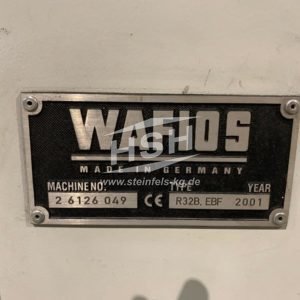 WAFIOS
HSH
MADE IN GERMANY
www.steinfels-kg.de
MACHINE NO. TYPE YEAR
2 6126 049 CE R32B, EBF 2001